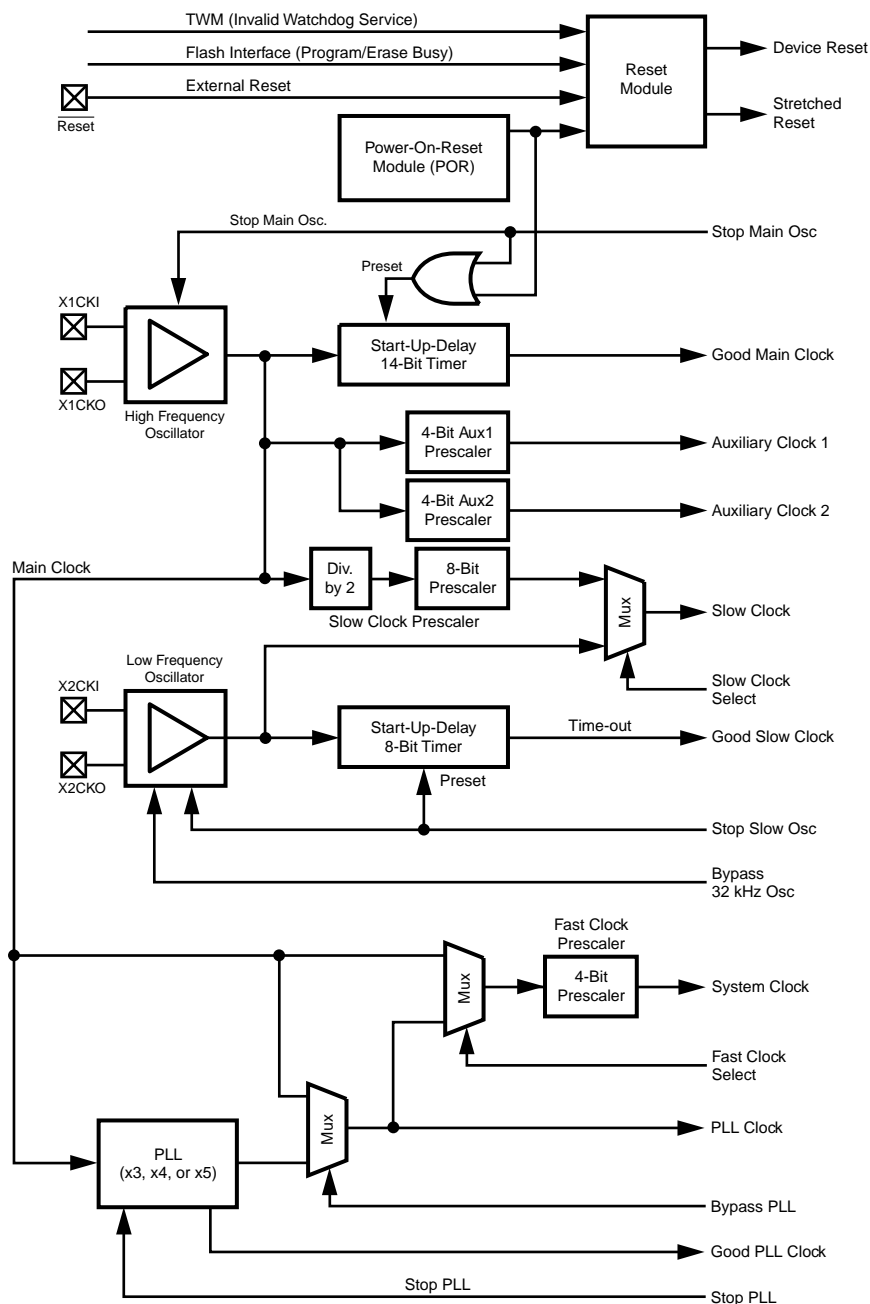 TWM (Invalid Watchdog Service)
Flash Interface (Program/Erase Busy)
External Reset
Reset
Reset
Module
Device Reset
Stretched
Reset
Power-On-Reset
Module (POR)
Stop Main Osc.
Stop Main Osc
Preset
X1CKI
X1CKO
High Frequency
Oscillator
Start-Up-Delay
14-Bit Timer
Good Main Clock
4-Bit Aux1
Prescaler
Auxiliary Clock 1
4-Bit Aux2
Prescaler
Auxiliary Clock 2
Main Clock
Div.
by 2
8-Bit
Prescaler
Slow Clock Prescaler
Mux
Slow Clock
Slow Clock
Select
Low Frequency
Oscillator
X2CKI
X2CKO
Start-Up-Delay
8-Bit Timer
Time-out
Good Slow Clock
Preset
Stop Slow Osc
Bypass
32 kHz Osc
Fast Clock
Prescaler
Mux
4-Bit
Prescaler
System Clock
Fast Clock
Select
Mux
PLL Clock
PLL
(x3, x4, or x5)
Bypass PLL
Good PLL Clock
Stop PLL
Stop PLL